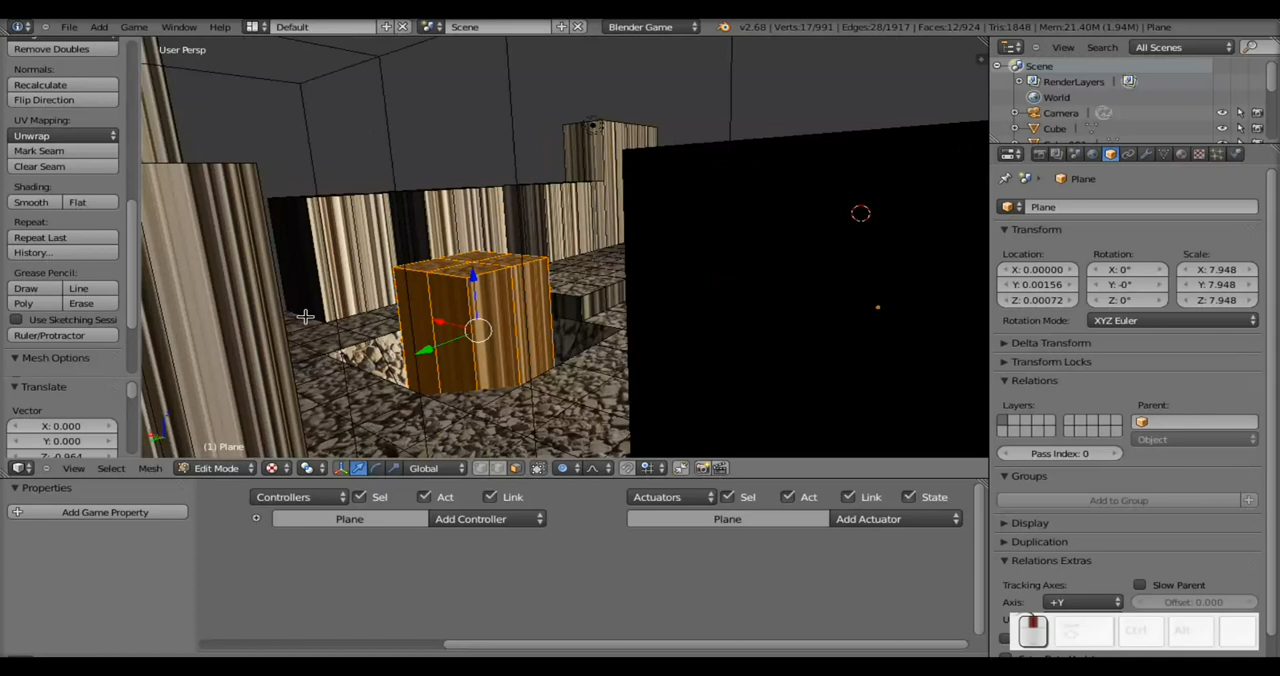 File Add Game Window Help Default Scene Blender Game v2.68 | Verts:17/991 | Edges:28/1917 | Faces:12/924 | Tris:1848 | Mem:21.40M (1.94M) | Plane
Remove Doubles
Normals:
Recalculate
Flip Direction
UV Mapping:
Unwrap
Mark Seam
Clear Seam
Shading:
Smooth Flat
Repeat:
Repeat Last
History...
Grease Pencil:
Draw Line
Poly Erase
Use Sketching Sessi
Ruler/Protractor
Mesh Options
Translate
Vector
X: 0.000
Y: 0.000
Z: -0.964
User Persp
(1) Plane
View Select Mesh Edit Mode Global
View Search All Scenes
Scene
RenderLayers
World
Camera
Cube
Plane
Plane
Transform
Location: Rotation: Scale:
X: 0.00000 X: 0° X: 7.948
Y: 0.00156 Y: -0° Y: 7.948
Z: 0.00072 Z: 0° Z: 7.948
Rotation Mode: XYZ Euler
Delta Transform
Transform Locks
Relations
Layers: Parent:
Object
Pass Index: 0
Groups
Add to Group
Display
Duplication
Relations Extras
Tracking Axes: Slow Parent
Axis: +Y Offset: 0.000
Ctrl Alt
Properties
Add Game Property
Controllers Sel Act Link
Plane Add Controller
Actuators Sel Act Link State
Plane Add Actuator